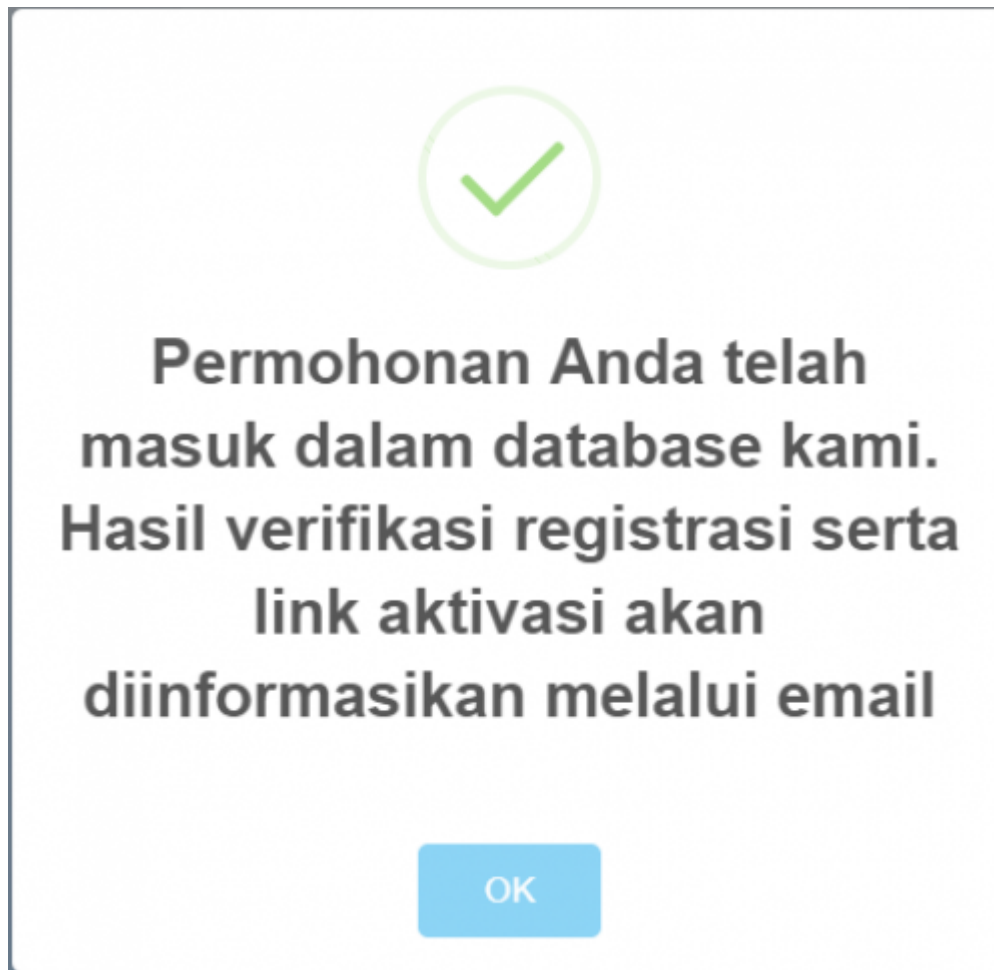 Permohonan Anda telah
masuk dalam database kami.
Hasil verifikasi registrasi serta
link aktivasi akan
diinformasikan melalui email
OK